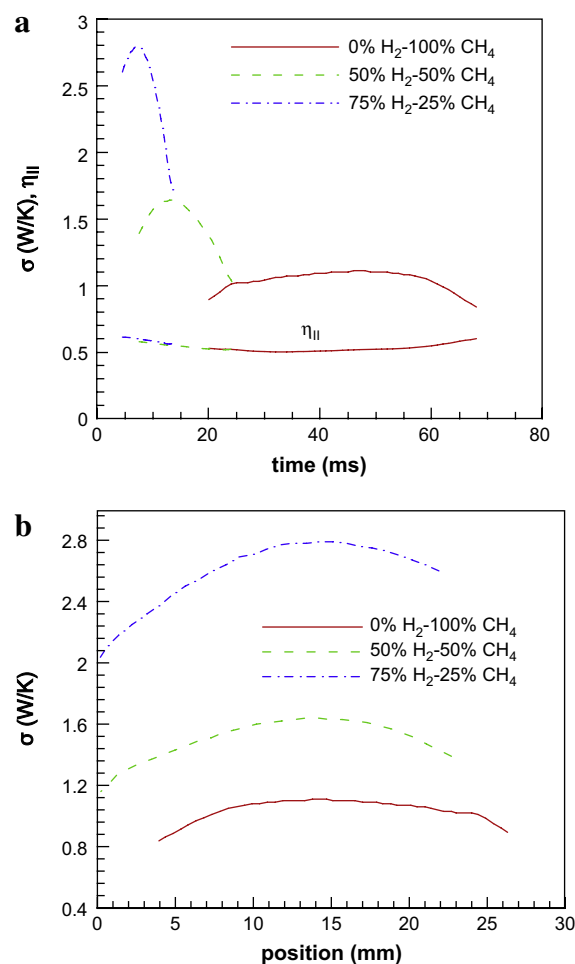 a
3
2.5
2
1.5
1
0.5
0
σ (W/K), ηII
0% H2-100% CH4
50% H2-50% CH4
75% H2-25% CH4
ηII
0 20 40 60 80
time (ms)
b
2.8
2.4
2
1.6
1.2
0.8
0.4
σ (W/K)
0% H2-100% CH4
50% H2-50% CH4
75% H2-25% CH4
0 5 10 15 20 25 30
position (mm)